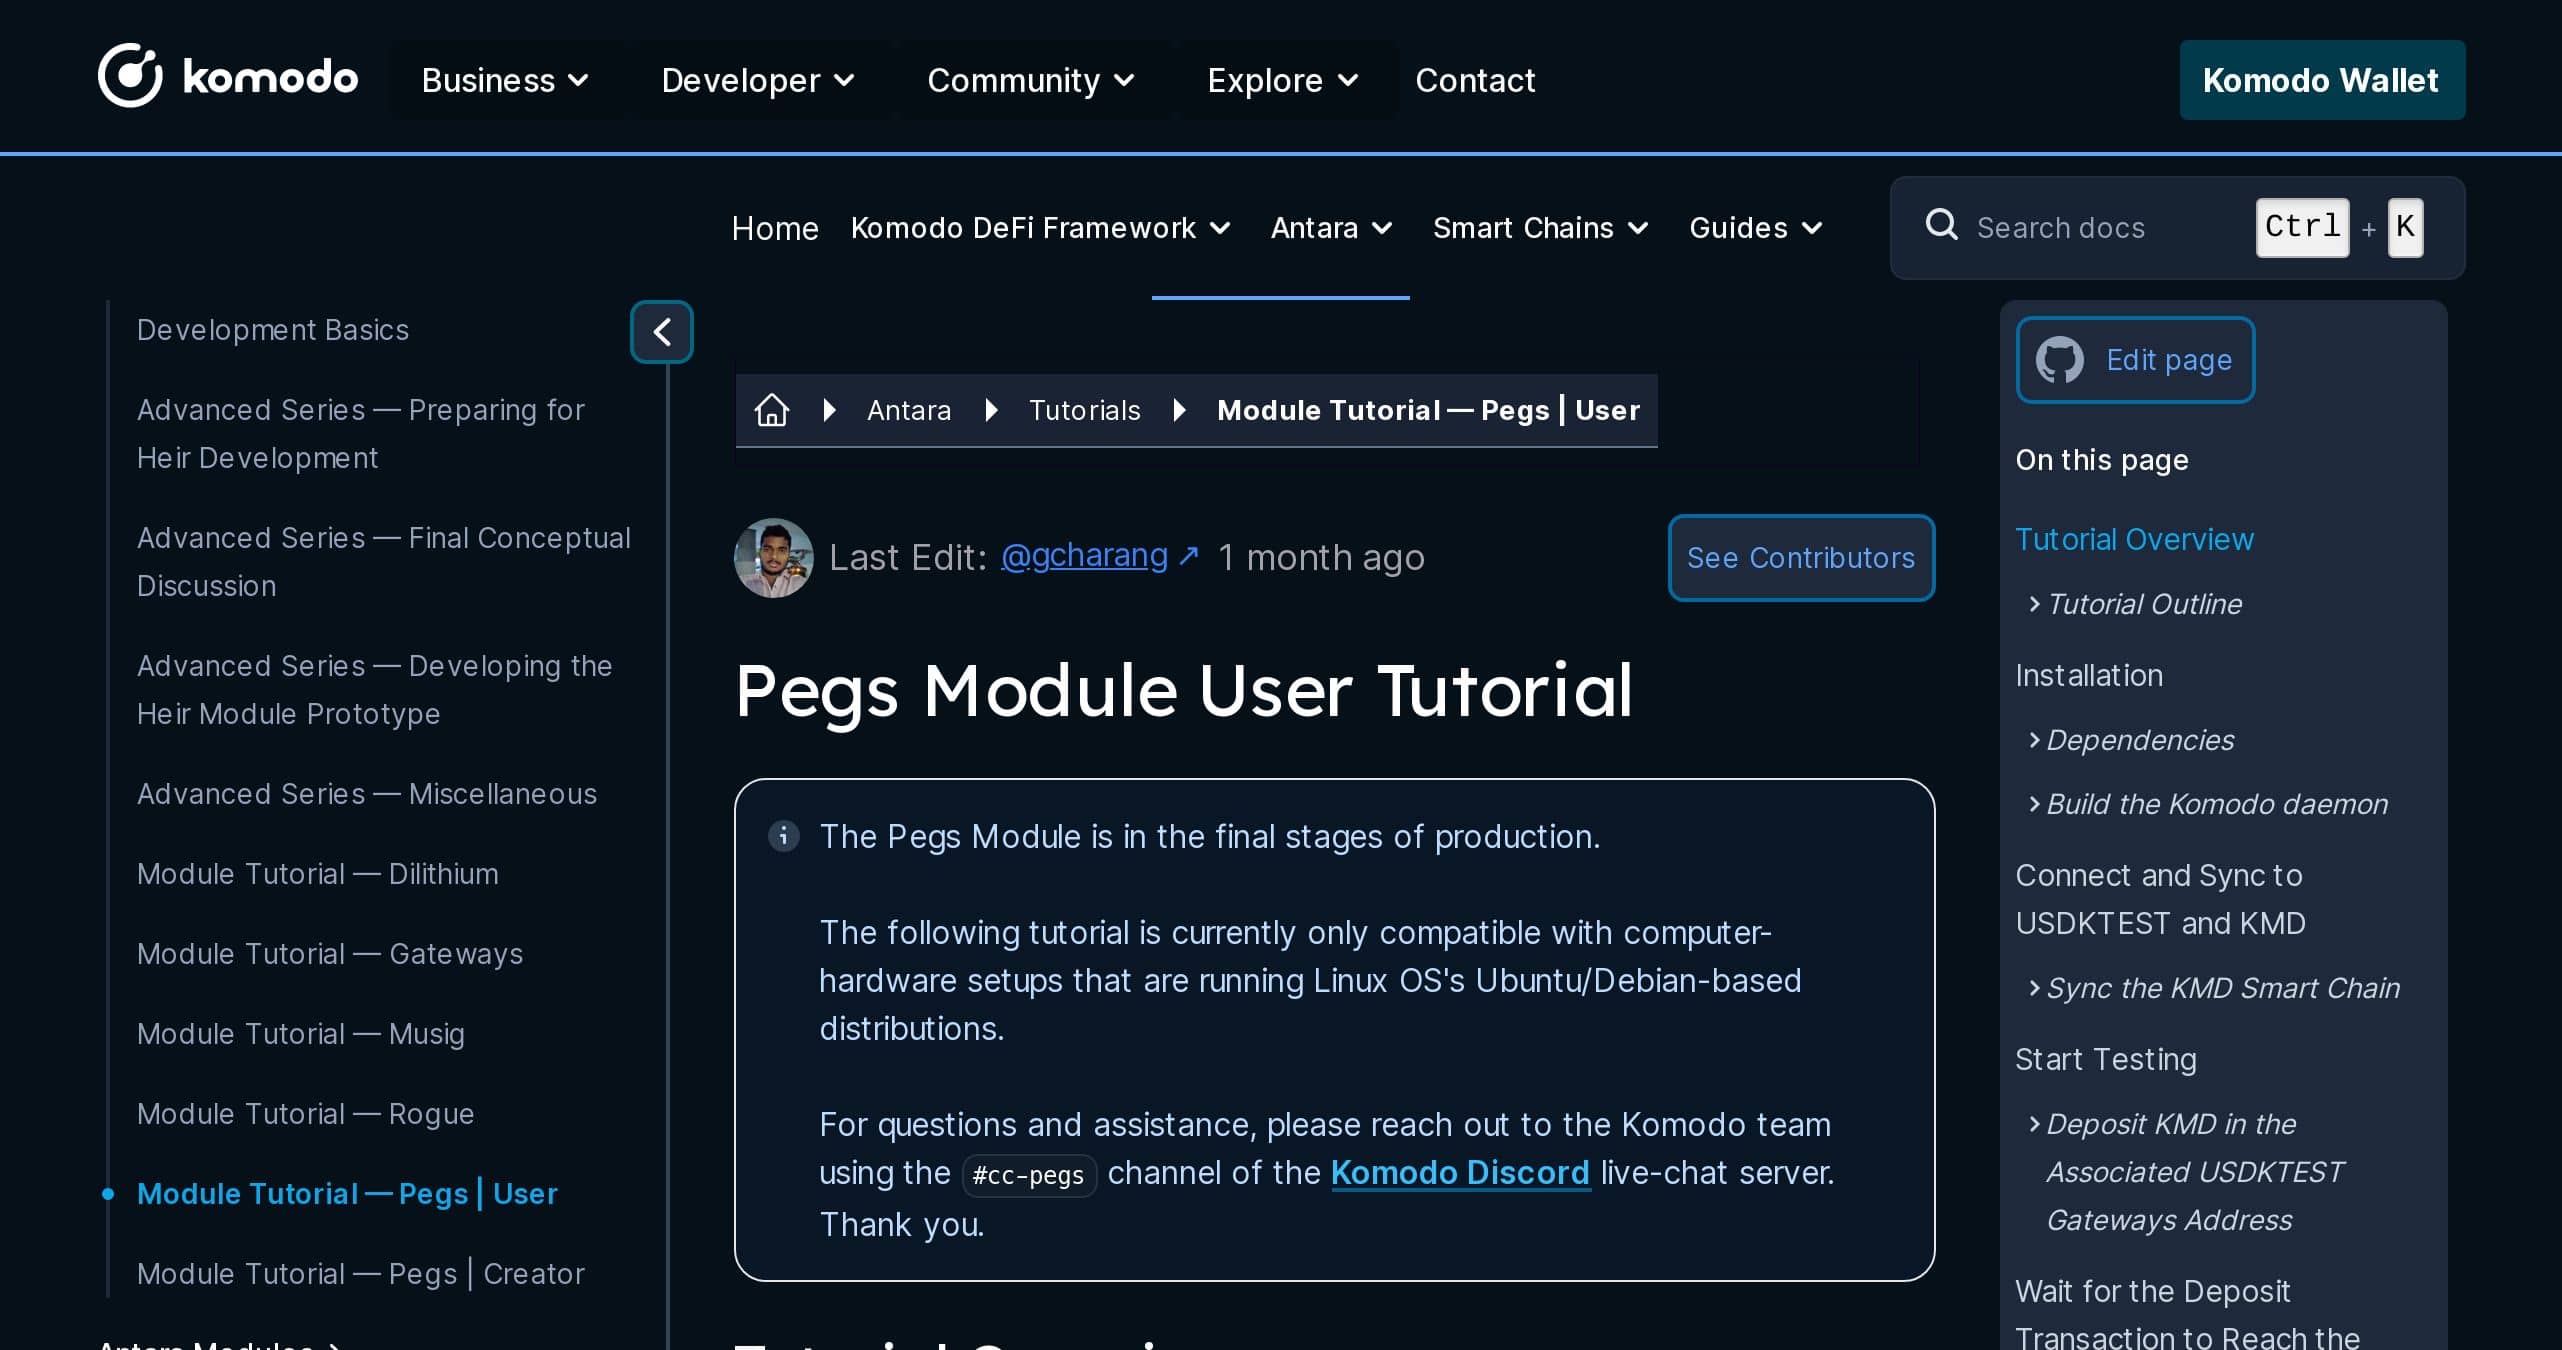 komodo Business Developer Community Explore Contact Komodo Wallet
Home Komodo DeFi Framework Antara Smart Chains Guides Search docs Ctrl + K
Development Basics
Advanced Series — Preparing for
Heir Development
Advanced Series — Final Conceptual
Discussion
Advanced Series — Developing the
Heir Module Prototype
Advanced Series — Miscellaneous
Module Tutorial — Dilithium
Module Tutorial — Gateways
Module Tutorial — Musig
Module Tutorial — Rogue
Module Tutorial — Pegs | User
Module Tutorial — Pegs | Creator
Antara Modules
Antara Tutorials Module Tutorial — Pegs | User
Last Edit: @gcharang ↗ 1 month ago See Contributors
Pegs Module User Tutorial
The Pegs Module is in the final stages of production.
The following tutorial is currently only compatible with computer-
hardware setups that are running Linux OS's Ubuntu/Debian-based
distributions.
For questions and assistance, please reach out to the Komodo team
using the #cc-pegs channel of the Komodo Discord live-chat server.
Thank you.
Edit page
On this page
Tutorial Overview
Tutorial Outline
Installation
Dependencies
Build the Komodo daemon
Connect and Sync to
USDKTEST and KMD
Sync the KMD Smart Chain
Start Testing
Deposit KMD in the
Associated USDKTEST
Gateways Address
Wait for the Deposit
Transaction to Reach the